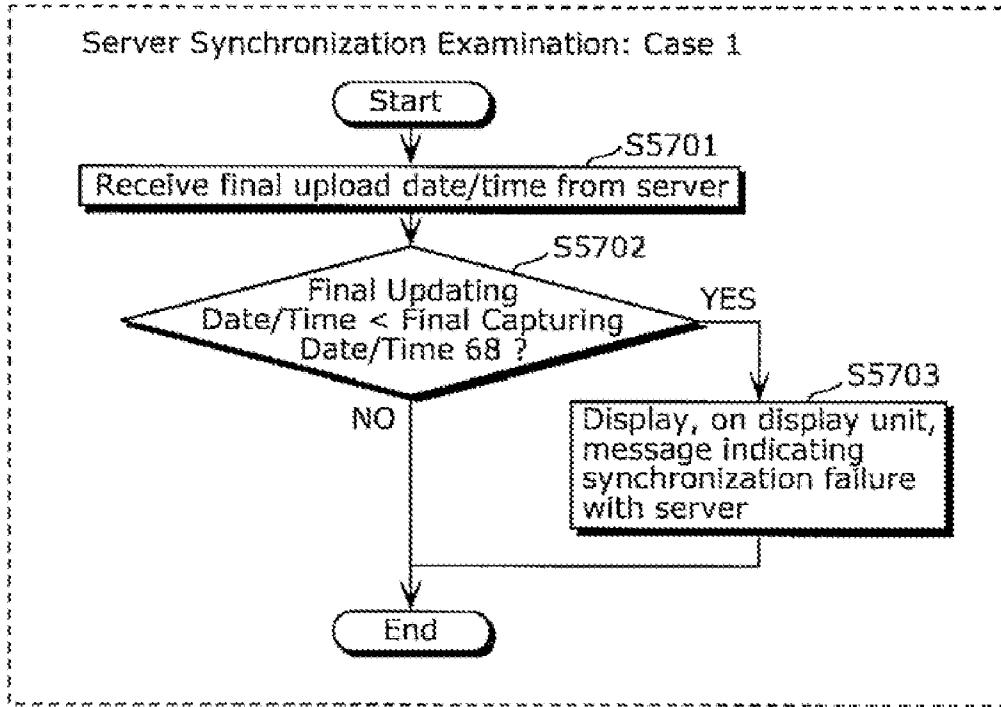 Server Synchronization Examination: Case 1
Start
S5701
Receive final upload date/time from server
S5702
Final Updating
Date/Time < Final Capturing
Date/Time 68 ?
YES
NO
S5703
Display, on display unit,
message indicating
synchronization failure
with server
End